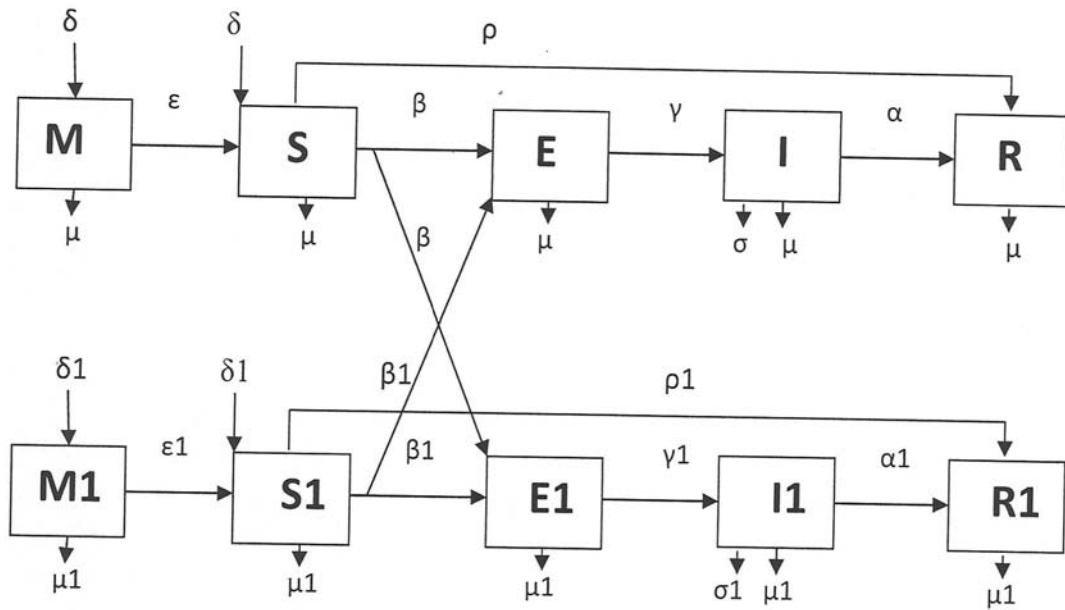 δ δ ρ
ε β γ α
M S E I R
μ μ β μ σ μ μ
δ1 δ1 β1 ρ1
ε1 β1 γ1 α1
M1 S1 E1 I1 R1
μ1 μ1 μ1 σ1 μ1 μ1